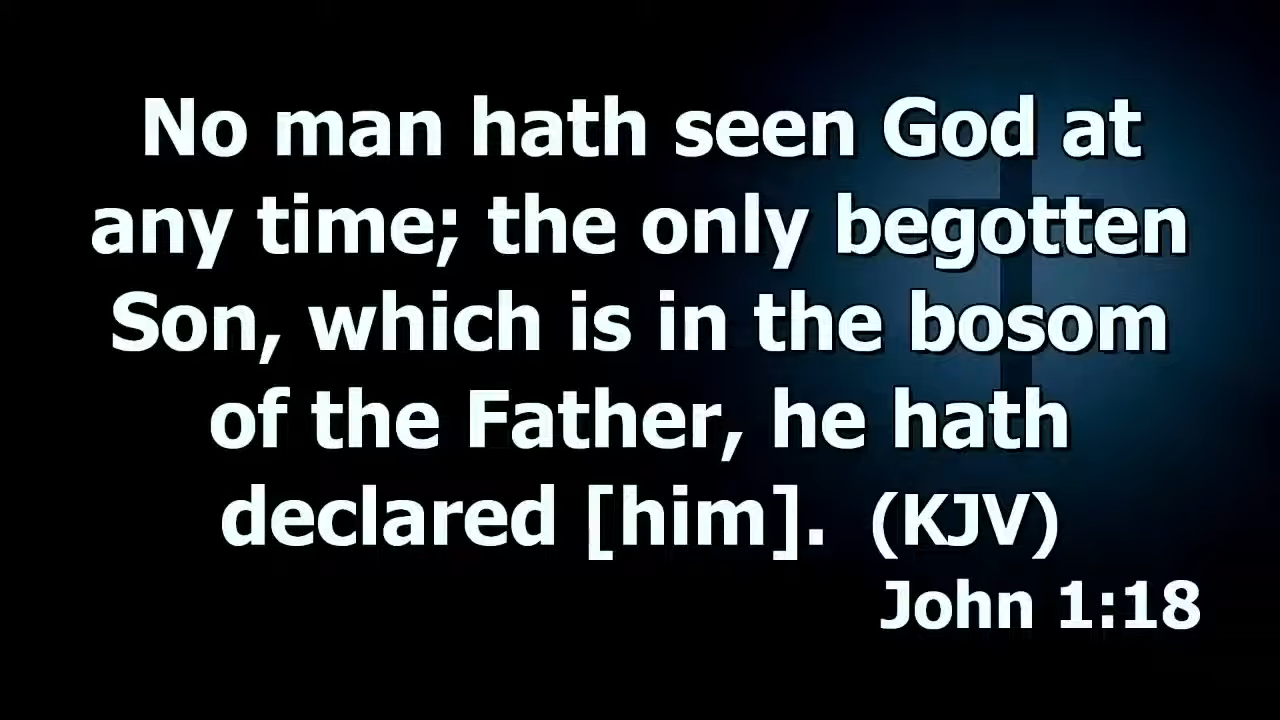 No man hath seen God at
any time; the only begotten
Son, which is in the bosom
of the Father, he hath
declared [him].  (KJV)
John 1:18